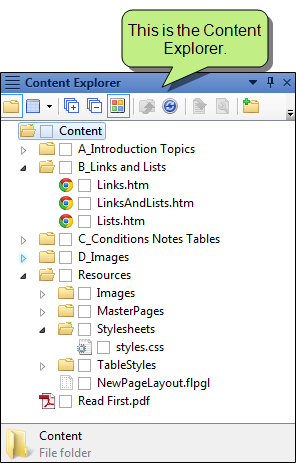 This is the Content
Explorer.
Content Explorer
Content
A_Introduction Topics
B_Links and Lists
Links.htm
LinksAndLists.htm
Lists.htm
C_Conditions Notes Tables
D_Images
Resources
Images
MasterPages
Stylesheets
styles.css
TableStyles
NewPageLayout.flpgl
Read First.pdf
Content
File folder